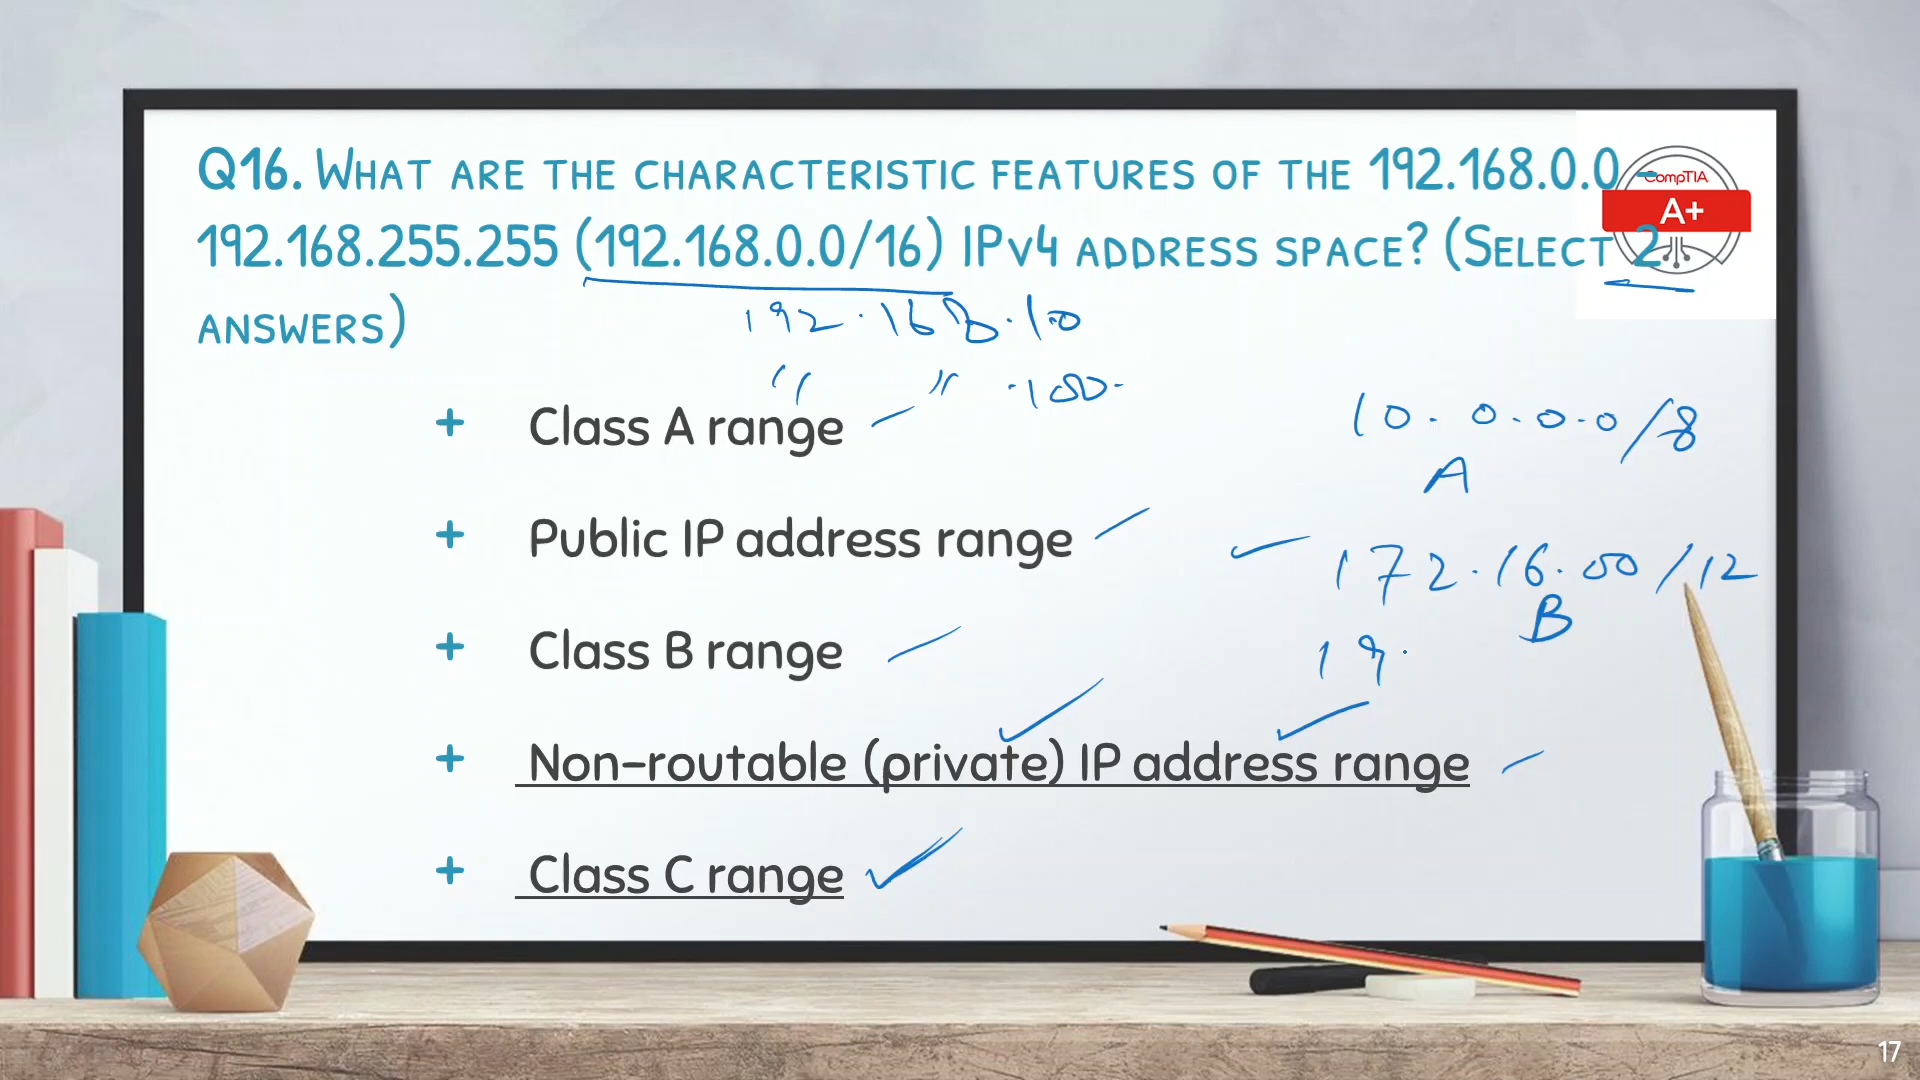 Q16. What are the characteristic features of the 192.168.0.0 –
192.168.255.255 (192.168.0.0/16) IPv4 address space? (Select 2
answers)
CompTIA
A+
192.168.10
" " .100.
+ Class A range
10.0.0.0/8
A
+ Public IP address range
172.16.00/12
B
+ Class B range
19.
+ Non-routable (private) IP address range
+ Class C range
17